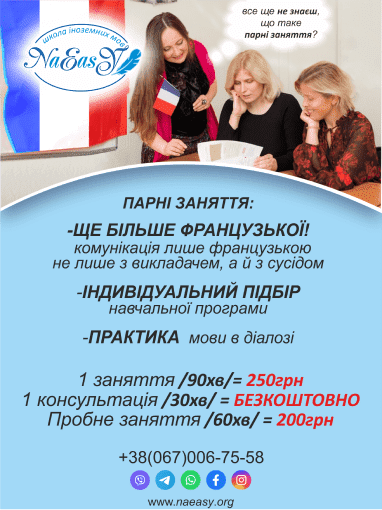 школа іноземних мов
NaEasY
все ще не знаєш,
що таке
парні заняття?
ПАРНІ ЗАНЯТТЯ:
-ЩЕ БІЛЬШЕ ФРАНЦУЗЬКОЇ!
комунікація лише французькою
не лише з викладачем, а й з сусідом
-ІНДИВІДУАЛЬНИЙ ПІДБІР
навчальної програми
-ПРАКТИКА мови в діалозі
1 заняття /90хв/= 250грн
1 консультація /30хв/ = БЕЗКОШТОВНО
Пробне заняття /60хв/ = 200грн
+38(067)006-75-58
www.naeasy.org